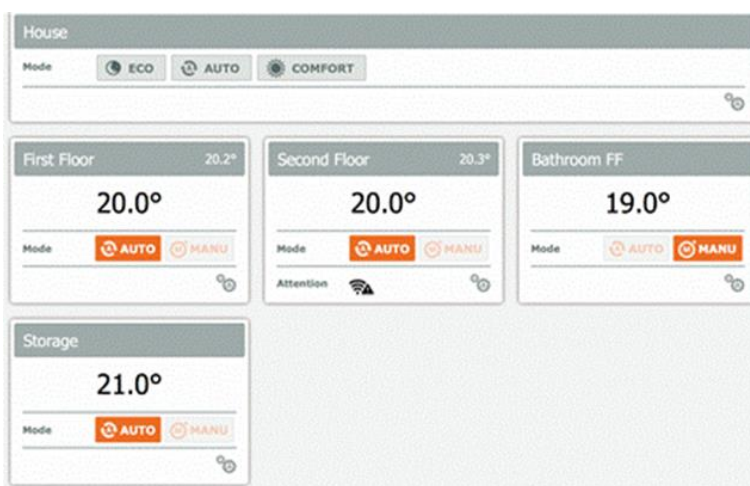 House
Mode ECO AUTO COMFORT
First Floor 20.2°
20.0°
Mode AUTO MANU
Second Floor 20.3°
20.0°
Mode AUTO MANU
Attention
Bathroom FF
19.0°
Mode AUTO MANU
Storage
21.0°
Mode AUTO MANU